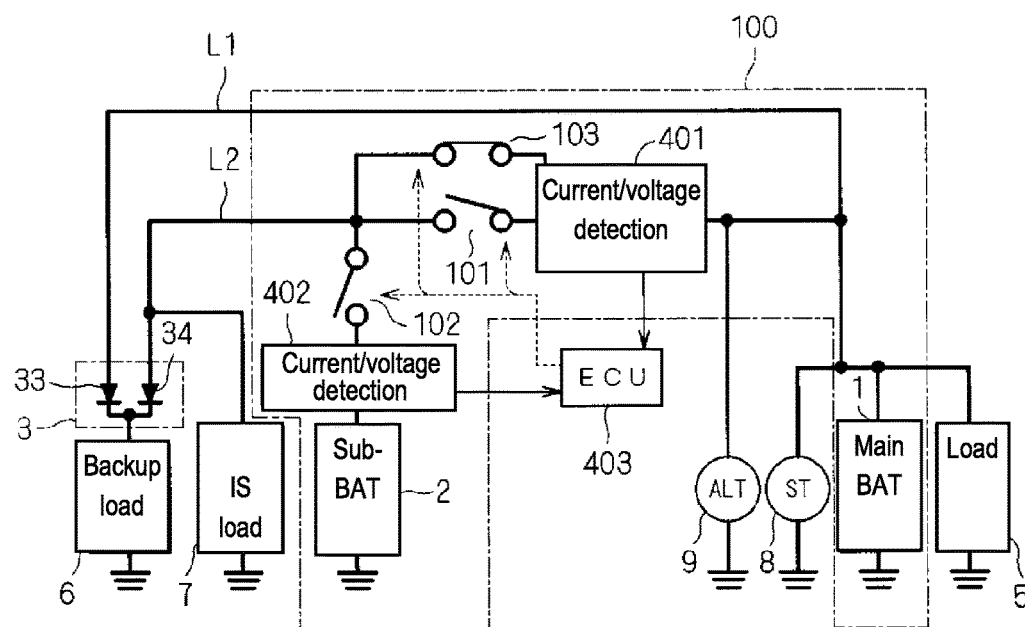 L1
100
L2
103
401
Current/voltage
detection
101
402
102
34
Current/voltage
detection
33
ECU
1
3
403
Backup
load
IS
load
Sub-
BAT
2
ALT
ST
Main
BAT
Load
6
7
9
8
5